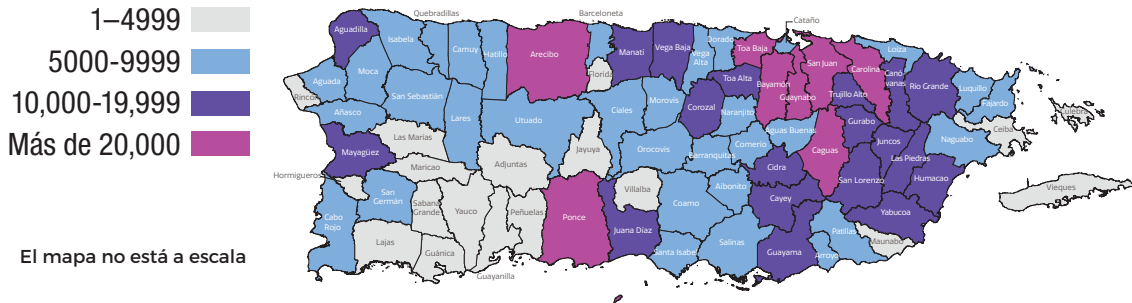 1–4999
5000-9999
10,000-19,999
Más de 20,000
El mapa no está a escala
Quebradillas
Barceloneta
Cataño
Aguadilla
Isabela
Camuy
Hatillo
Arecibo
Manatí
Vega Baja
Vega
Alta
Dorado
Toa Baja
San Juan
Carolina
Loíza
Moca
Aguada
Rincón
San Sebastián
Florida
Toa Alta
Bayamón
Guaynabo
Trujillo Alto
Canó
vanas
Río Grande
Luquillo
Fajardo
Culebra
Ceiba
Añasco
Lares
Utuado
Ciales
Morovis
Corozal
Naranjito
Aguas Buenas
Gurabo
Juncos
Naguabo
Las Marías
Mayagüez
Maricao
Adjuntas
Jayuya
Orocovis
Barranquitas
Comerío
Caguas
Las Piedras
Humacao
San Lorenzo
Cidra
Hormigueros
San
Germán
Sabana
Grande
Yauco
Peñuelas
Ponce
Villalba
Coamo
Aibonito
Cayey
Yabucoa
Vieques
Cabo
Rojo
Lajas
Guánica
Guayanilla
Juana Díaz
Santa Isabel
Salinas
Guayama
Arroyo
Patillas
Maunabo